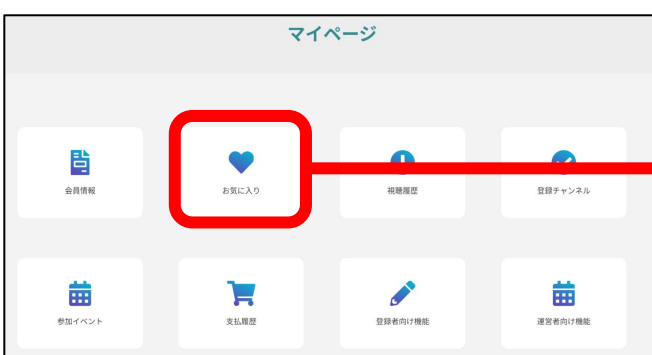 マイページ
会員情報
お気に入り
視聴履歴
登録チャンネル
参加イベント
支払履歴
登録者向け機能
運営者向け機能